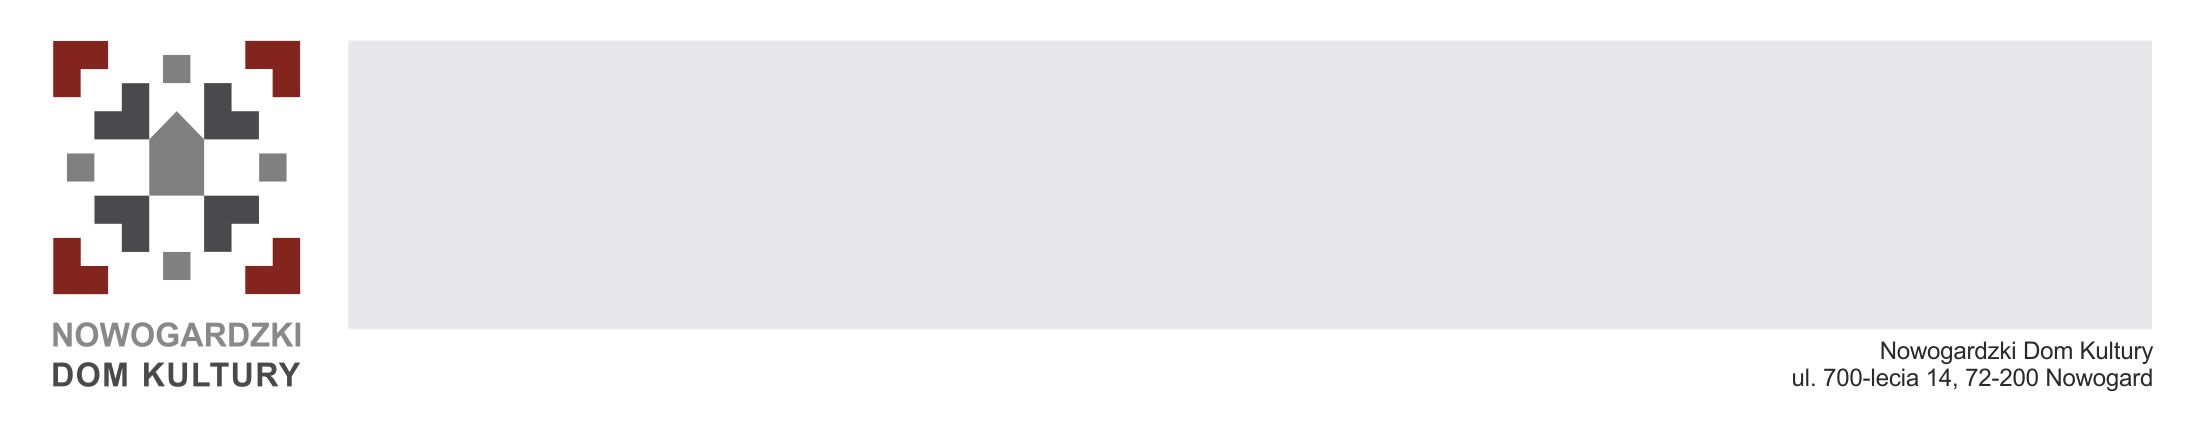 NOWOGARDZKI
DOM KULTURY
Nowogardzki Dom Kultury
ul. 700-lecia 14, 72-200 Nowogard